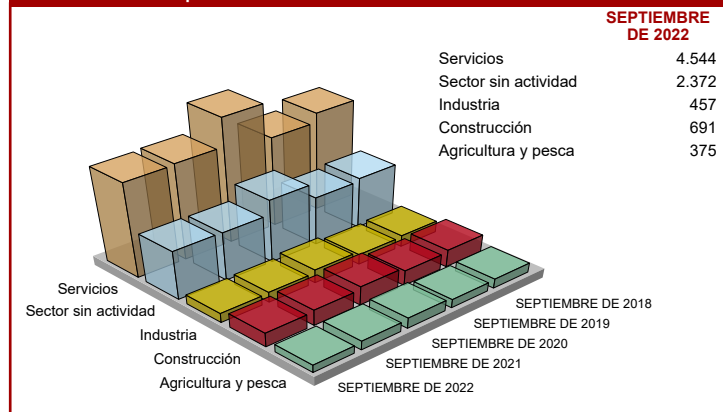 SEPTIEMBRE
DE 2022
Servicios 4.544
Sector sin actividad 2.372
Industria 457
Construcción 691
Agricultura y pesca 375
Servicios
Sector sin actividad
Industria
Construcción
Agricultura y pesca
SEPTIEMBRE DE 2018
SEPTIEMBRE DE 2019
SEPTIEMBRE DE 2020
SEPTIEMBRE DE 2021
SEPTIEMBRE DE 2022